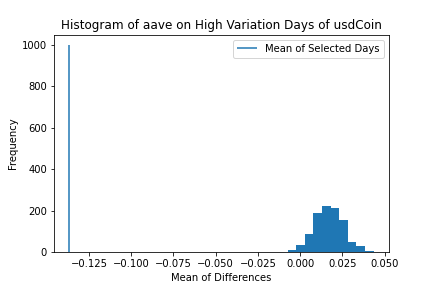 Histogram of aave on High Variation Days of usdCoin
Mean of Selected Days
1000
800
600
400
200
0
Frequency
−0.125 −0.100 −0.075 −0.050 −0.025 0.000 0.025 0.050
Mean of Differences